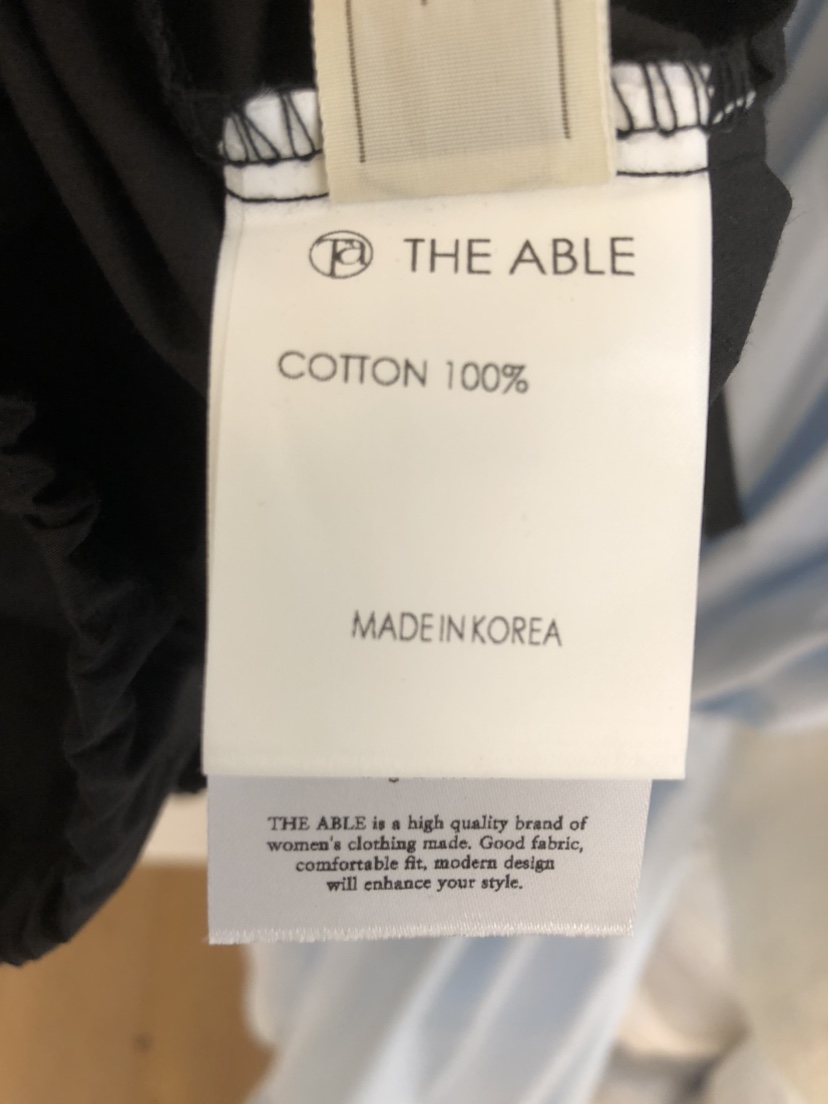 Ta THE ABLE
COTTON 100%
MADE IN KOREA
THE ABLE is a high quality brand of
women's clothing made. Good fabric,
comfortable fit, modern design
will enhance your style.